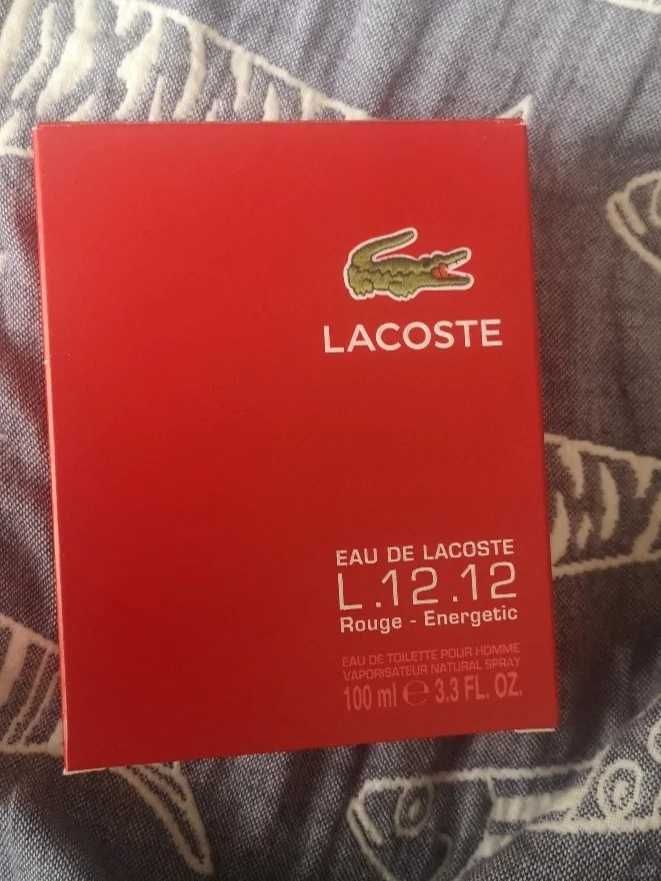 LACOSTE
EAU DE LACOSTE
L.12.12
Rouge - Energetic
EAU DE TOILETTE POUR HOMME
VAPORISATEUR NATURAL SPRAY
100 ml ℮ 3.3 FL. OZ.